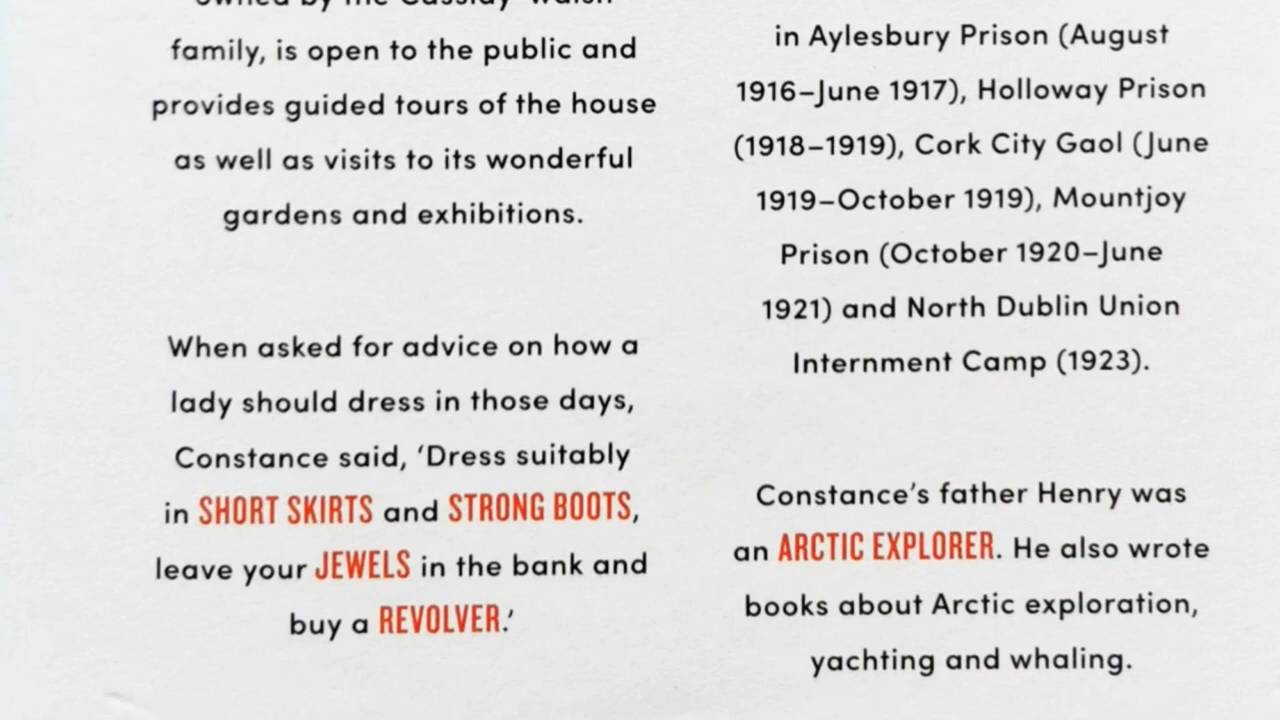 family, is open to the public and
provides guided tours of the house
as well as visits to its wonderful
gardens and exhibitions.
When asked for advice on how a
lady should dress in those days,
Constance said, ‘Dress suitably
in SHORT SKIRTS and STRONG BOOTS,
leave your JEWELS in the bank and
buy a REVOLVER.’
in Aylesbury Prison (August
1916–June 1917), Holloway Prison
(1918–1919), Cork City Gaol (June
1919–October 1919), Mountjoy
Prison (October 1920–June
1921) and North Dublin Union
Internment Camp (1923).
Constance’s father Henry was
an ARCTIC EXPLORER. He also wrote
books about Arctic exploration,
yachting and whaling.